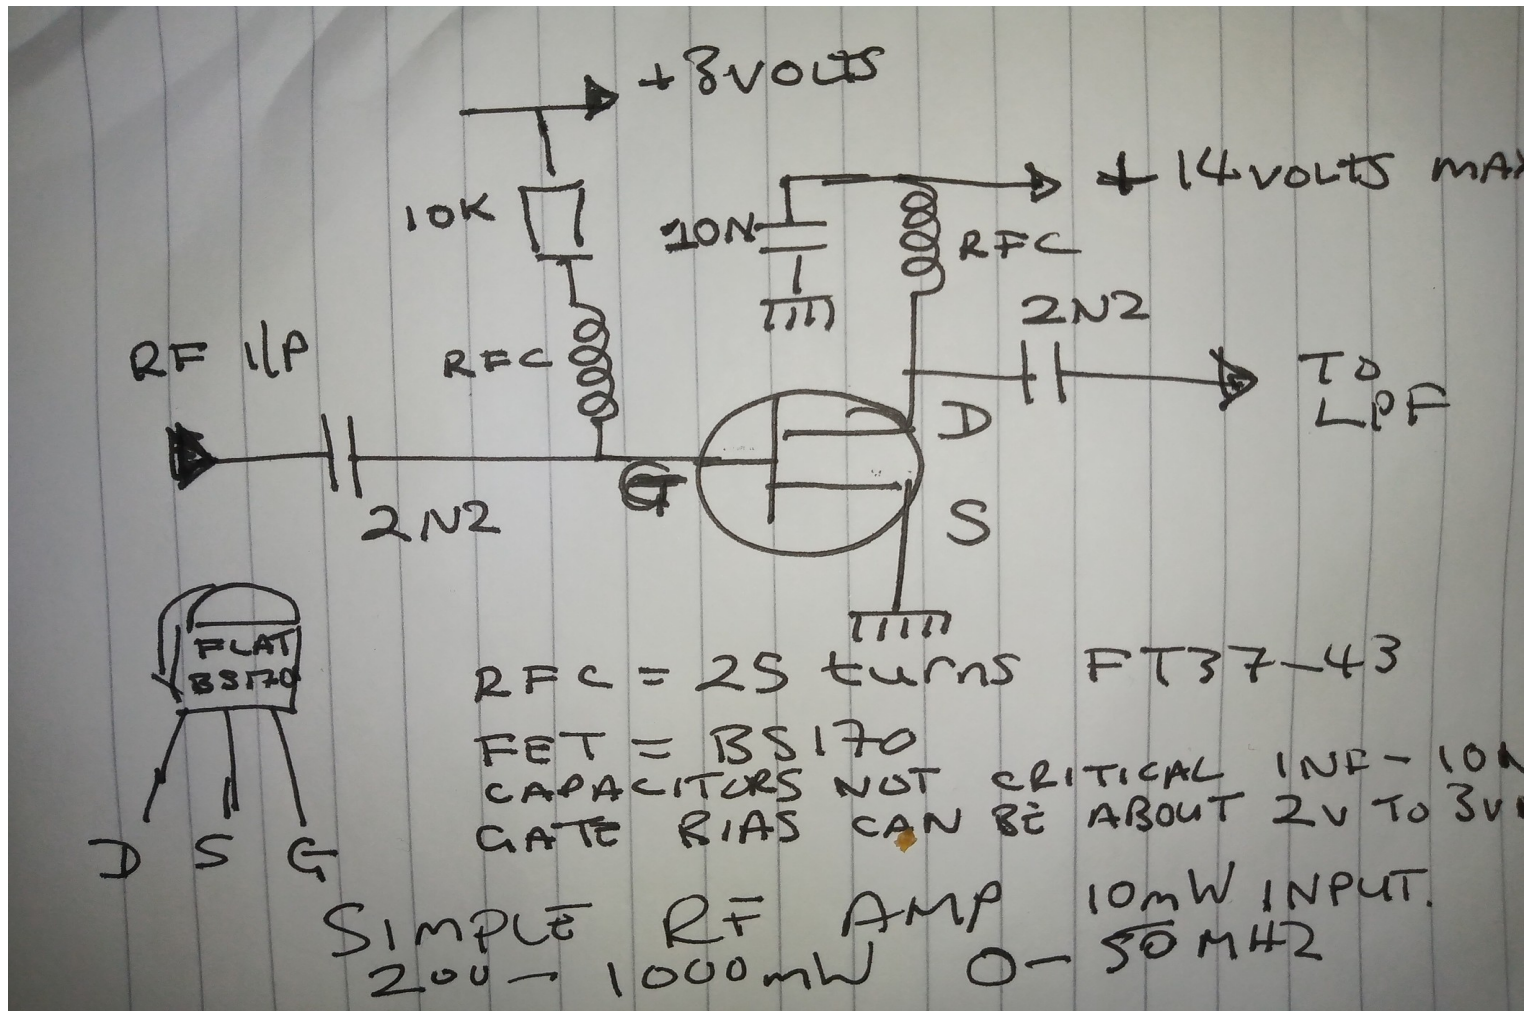 +3VOLTS
+14VOLTS MAX
10K
10N
RFC
2N2
RF I/P
RFC
TO
LPF
D
G
2N2
S
FLAT
BS170
RFC = 25 turns FT37-43
FET = BS170
CAPACITORS NOT CRITICAL 1NF-10N
GATE BIAS CAN BE ABOUT 2V TO 3V
D S G
SIMPLE RF AMP 10mW INPUT.
200-1000mW 0-50MHZ